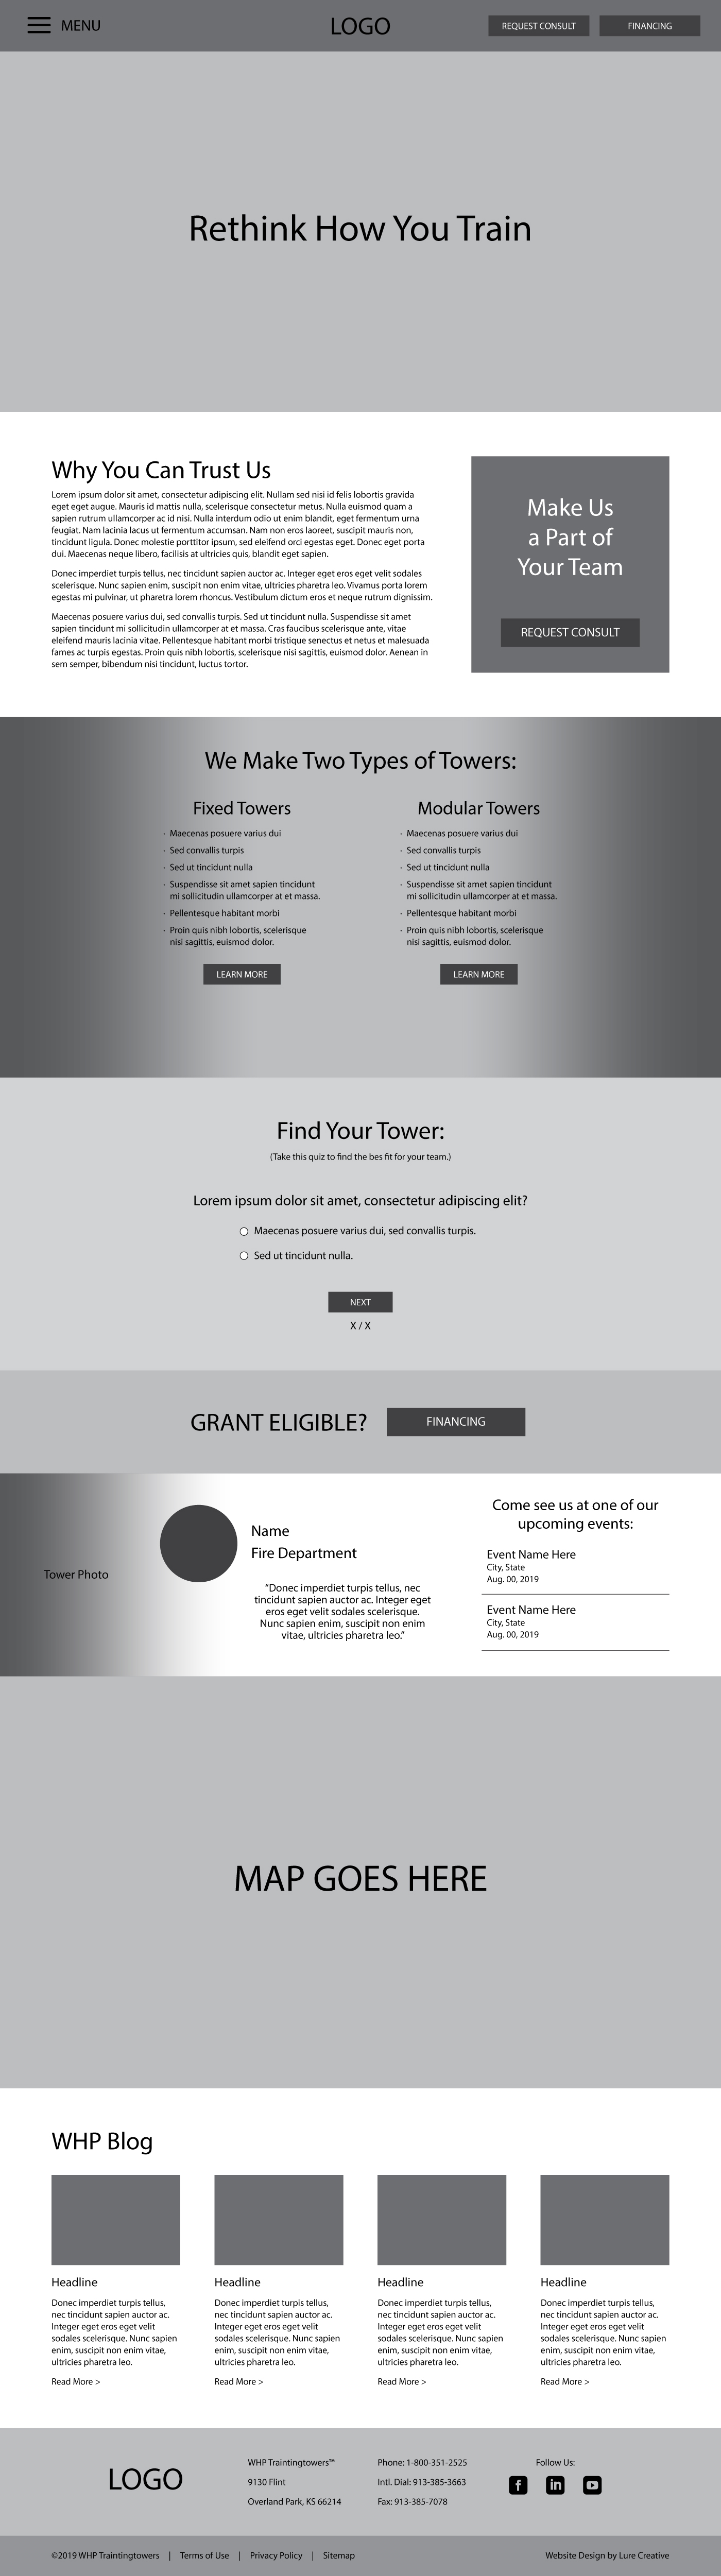 MENU
LOGO
REQUEST CONSULT
FINANCING
Rethink How You Train
Why You Can Trust Us
Lorem ipsum dolor sit amet, consectetur adipiscing elit. Nullam sed nisi id felis lobortis gravida
eget eget augue. Mauris id mattis nulla, scelerisque consectetur metus. Nulla euismod quam a
sapien rutrum ullamcorper ac id nisi. Nulla interdum odio ut enim blandit, eget fermentum urna
feugiat. Nam lacinia lacus ut fermentum accumsan. Nam non eros laoreet, suscipit mauris non,
tincidunt ligula. Donec molestie porttitor ipsum, sed eleifend orci egestas eget. Donec eget porta
dui. Maecenas neque libero, facilisis at ultricies quis, blandit eget sapien.
Donec imperdiet turpis tellus, nec tincidunt sapien auctor ac. Integer eget eros eget velit sodales
scelerisque. Nunc sapien enim, suscipit non enim vitae, ultricies pharetra leo. Vivamus porta lorem
egestas mi pulvinar, ut pharetra lorem rhoncus. Vestibulum dictum eros et neque rutrum dignissim.
Maecenas posuere varius dui, sed convallis turpis. Sed ut tincidunt nulla. Suspendisse sit amet
sapien tincidunt mi sollicitudin ullamcorper at et massa. Cras faucibus scelerisque ante, vitae
eleifend mauris lacinia vitae. Pellentesque habitant morbi tristique senectus et netus et malesuada
fames ac turpis egestas. Proin quis nibh lobortis, scelerisque nisi sagittis, euismod dolor. Aenean in
sem semper, bibendum nisi tincidunt, luctus tortor.
Make Us
a Part of
Your Team
REQUEST CONSULT
We Make Two Types of Towers:
Fixed Towers
· Maecenas posuere varius dui
· Sed convallis turpis
· Sed ut tincidunt nulla
· Suspendisse sit amet sapien tincidunt
mi sollicitudin ullamcorper at et massa.
· Pellentesque habitant morbi
· Proin quis nibh lobortis, scelerisque
nisi sagittis, euismod dolor.
LEARN MORE
Modular Towers
· Maecenas posuere varius dui
· Sed convallis turpis
· Sed ut tincidunt nulla
· Suspendisse sit amet sapien tincidunt
mi sollicitudin ullamcorper at et massa.
· Pellentesque habitant morbi
· Proin quis nibh lobortis, scelerisque
nisi sagittis, euismod dolor.
LEARN MORE
Find Your Tower:
(Take this quiz to find the bes fit for your team.)
Lorem ipsum dolor sit amet, consectetur adipiscing elit?
Maecenas posuere varius dui, sed convallis turpis.
Sed ut tincidunt nulla.
NEXT
X / X
GRANT ELIGIBLE?
FINANCING
Tower Photo
Name
Fire Department
“Donec imperdiet turpis tellus, nec
tincidunt sapien auctor ac. Integer eget
eros eget velit sodales scelerisque.
Nunc sapien enim, suscipit non enim
vitae, ultricies pharetra leo.”
Come see us at one of our
upcoming events:
Event Name Here
City, State
Aug. 00, 2019
Event Name Here
City, State
Aug. 00, 2019
MAP GOES HERE
WHP Blog
Headline
Donec imperdiet turpis tellus,
nec tincidunt sapien auctor ac.
Integer eget eros eget velit
sodales scelerisque. Nunc sapien
enim, suscipit non enim vitae,
ultricies pharetra leo.
Read More >
Headline
Donec imperdiet turpis tellus,
nec tincidunt sapien auctor ac.
Integer eget eros eget velit
sodales scelerisque. Nunc sapien
enim, suscipit non enim vitae,
ultricies pharetra leo.
Read More >
Headline
Donec imperdiet turpis tellus,
nec tincidunt sapien auctor ac.
Integer eget eros eget velit
sodales scelerisque. Nunc sapien
enim, suscipit non enim vitae,
ultricies pharetra leo.
Read More >
Headline
Donec imperdiet turpis tellus,
nec tincidunt sapien auctor ac.
Integer eget eros eget velit
sodales scelerisque. Nunc sapien
enim, suscipit non enim vitae,
ultricies pharetra leo.
Read More >
LOGO
WHP Traintingtowers™
9130 Flint
Overland Park, KS 66214
Phone: 1-800-351-2525
Intl. Dial: 913-385-3663
Fax: 913-385-7078
Follow Us:
f in
©2019 WHP Traintingtowers | Terms of Use | Privacy Policy | Sitemap
Website Design by Lure Creative